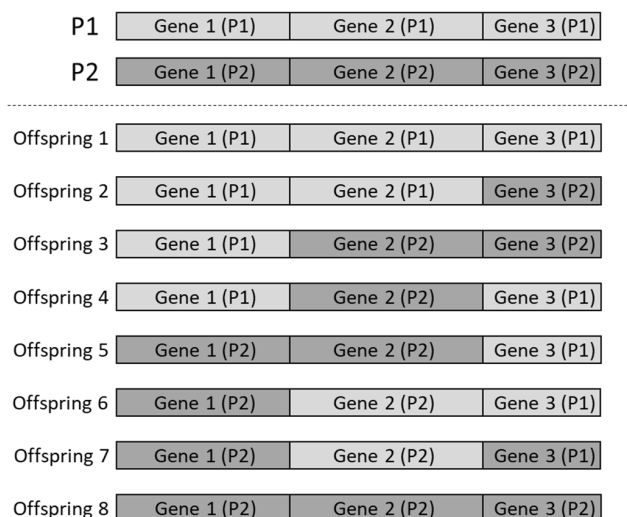 P1 Gene 1 (P1) Gene 2 (P1) Gene 3 (P1)
P2 Gene 1 (P2) Gene 2 (P2) Gene 3 (P2)
Offspring 1 Gene 1 (P1) Gene 2 (P1) Gene 3 (P1)
Offspring 2 Gene 1 (P1) Gene 2 (P1) Gene 3 (P2)
Offspring 3 Gene 1 (P1) Gene 2 (P2) Gene 3 (P2)
Offspring 4 Gene 1 (P1) Gene 2 (P2) Gene 3 (P1)
Offspring 5 Gene 1 (P2) Gene 2 (P2) Gene 3 (P1)
Offspring 6 Gene 1 (P2) Gene 2 (P2) Gene 3 (P1)
Offspring 7 Gene 1 (P2) Gene 2 (P2) Gene 3 (P1)
Offspring 8 Gene 1 (P2) Gene 2 (P2) Gene 3 (P2)